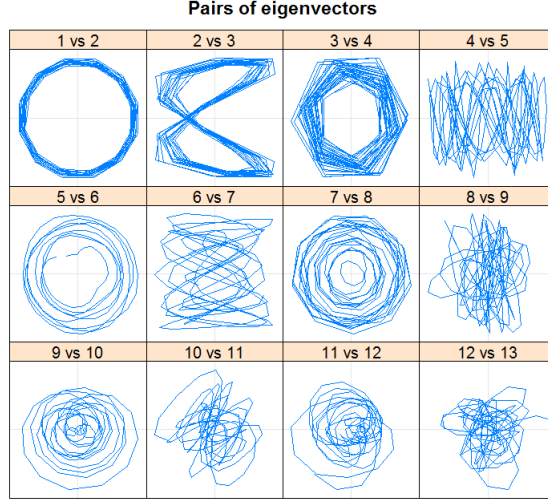 Pairs of eigenvectors
1 vs 2
2 vs 3
3 vs 4
4 vs 5
5 vs 6
6 vs 7
7 vs 8
8 vs 9
9 vs 10
10 vs 11
11 vs 12
12 vs 13